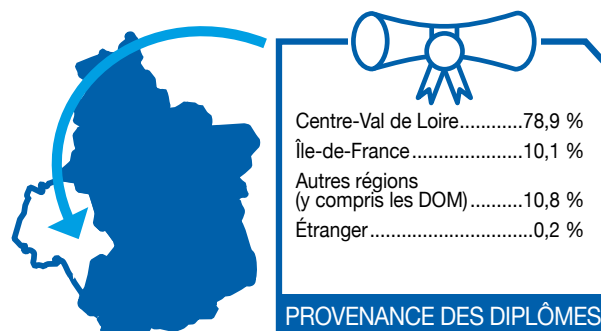 Centre-Val de Loire............78,9 %
Île-de-France..................10,1 %
Autres régions
(y compris les DOM)..........10,8 %
Étranger..............................0,2 %
PROVENANCE DES DIPLÔMES